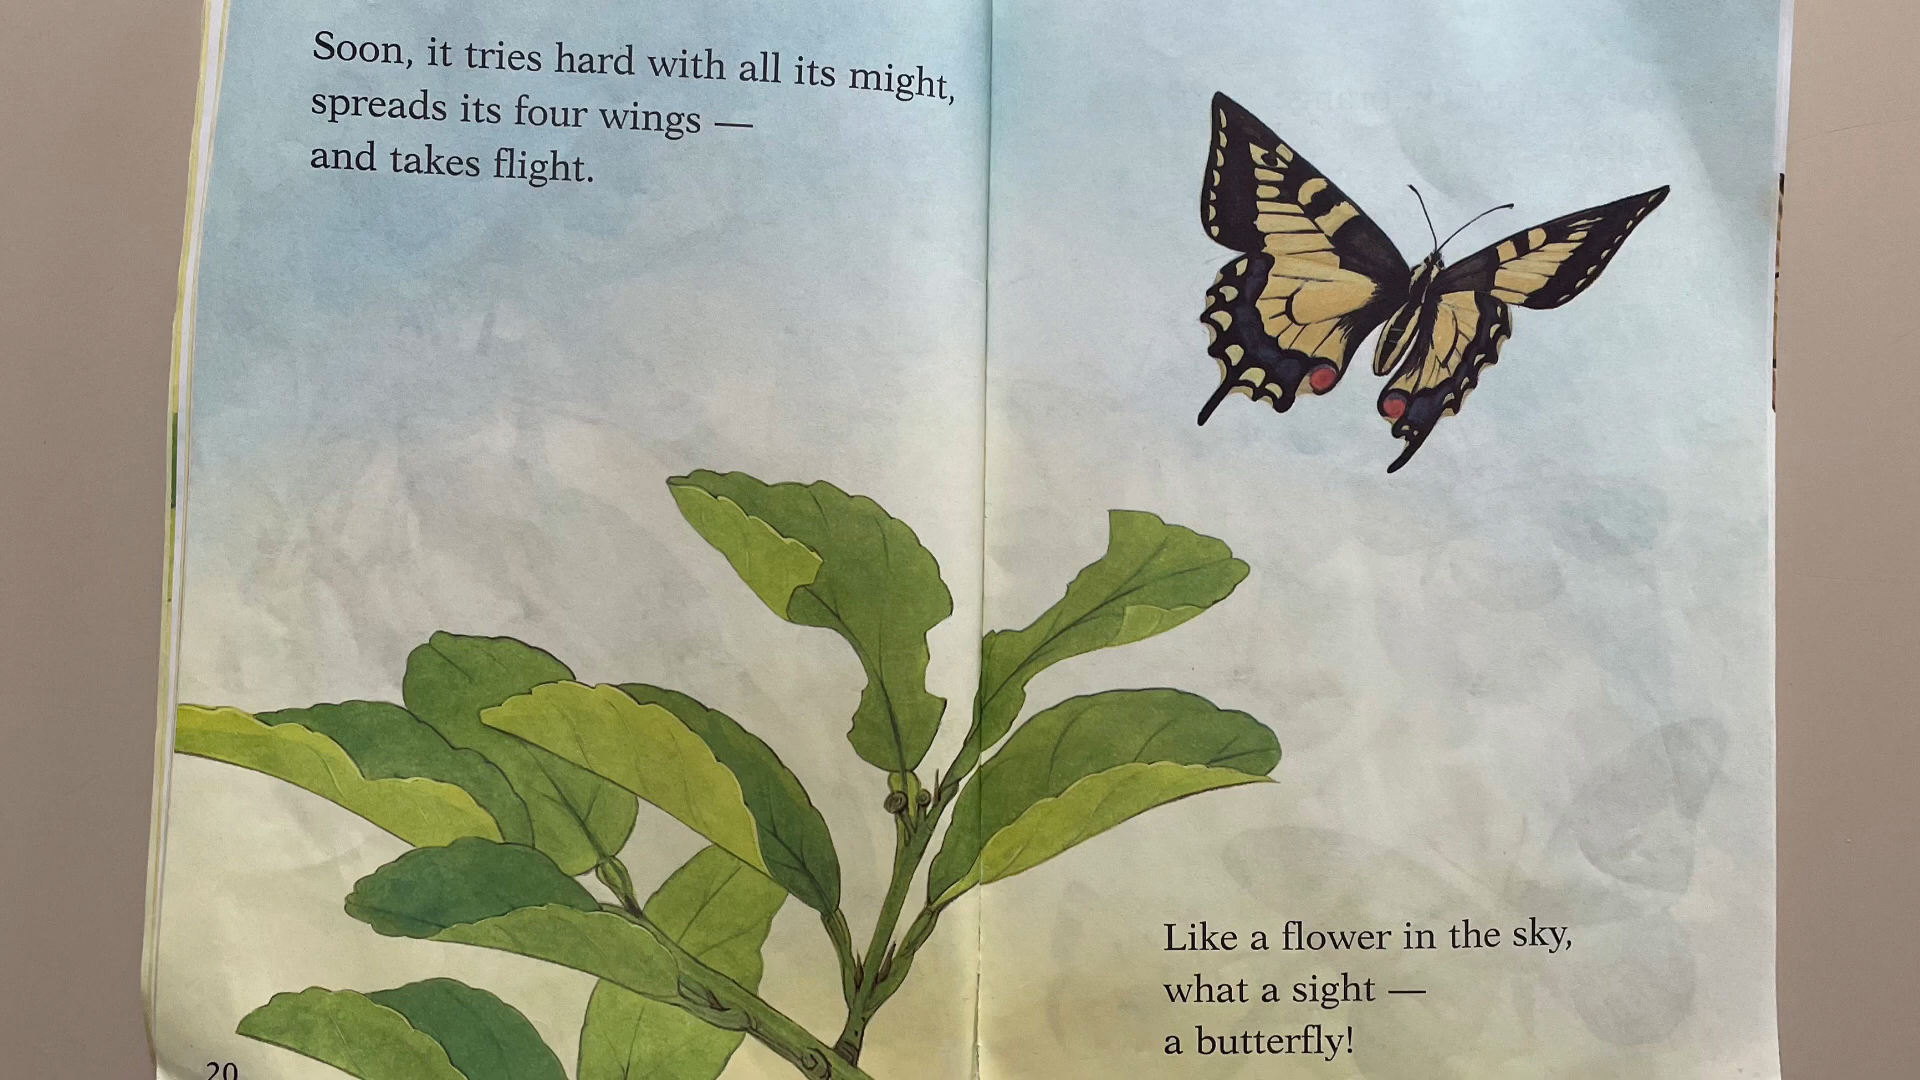 Soon, it tries hard with all its might,
spreads its four wings —
and takes flight.
Like a flower in the sky,
what a sight —
a butterfly!
20